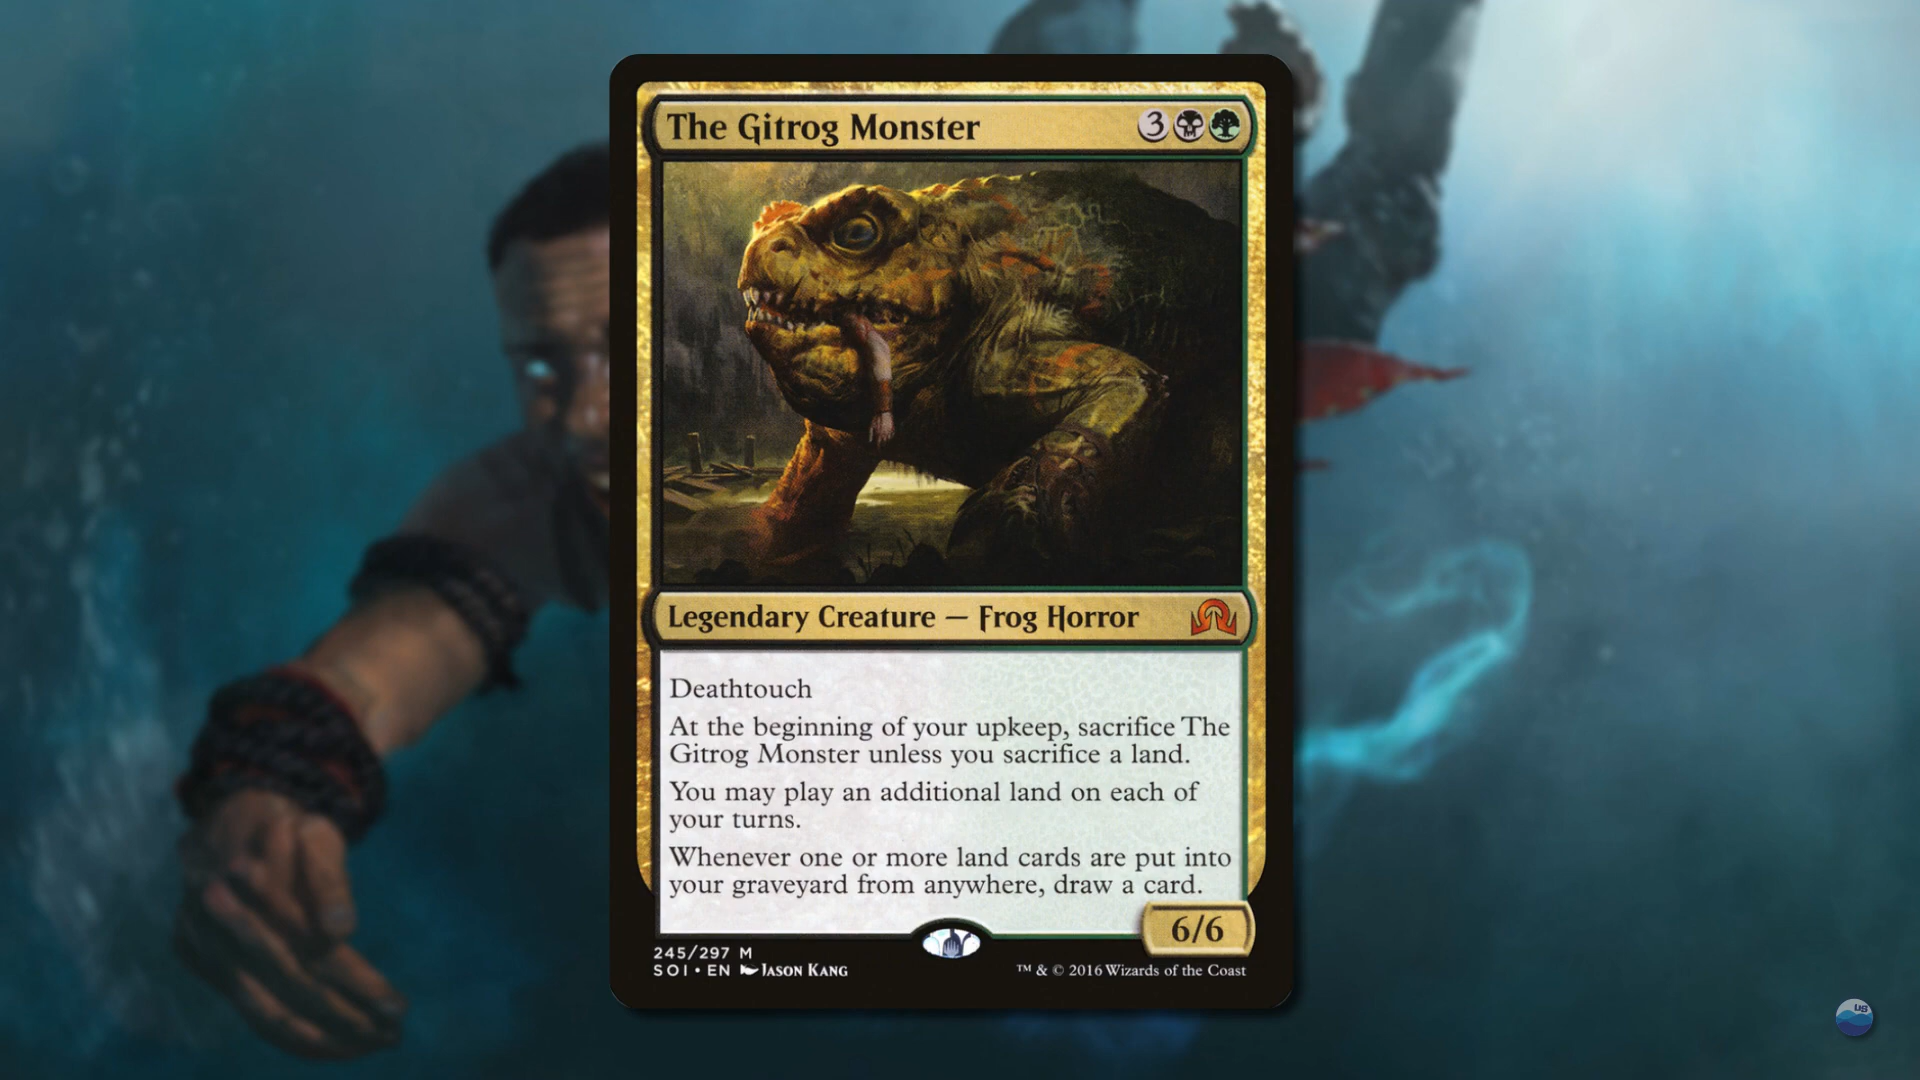 The Gitrog Monster 3
Legendary Creature — Frog Horror
Deathtouch
At the beginning of your upkeep, sacrifice The
Gitrog Monster unless you sacrifice a land.
You may play an additional land on each of
your turns.
Whenever one or more land cards are put into
your graveyard from anywhere, draw a card.
6/6
245/297 M
SOI • EN JASON KANG
™ & © 2016 Wizards of the Coast
us